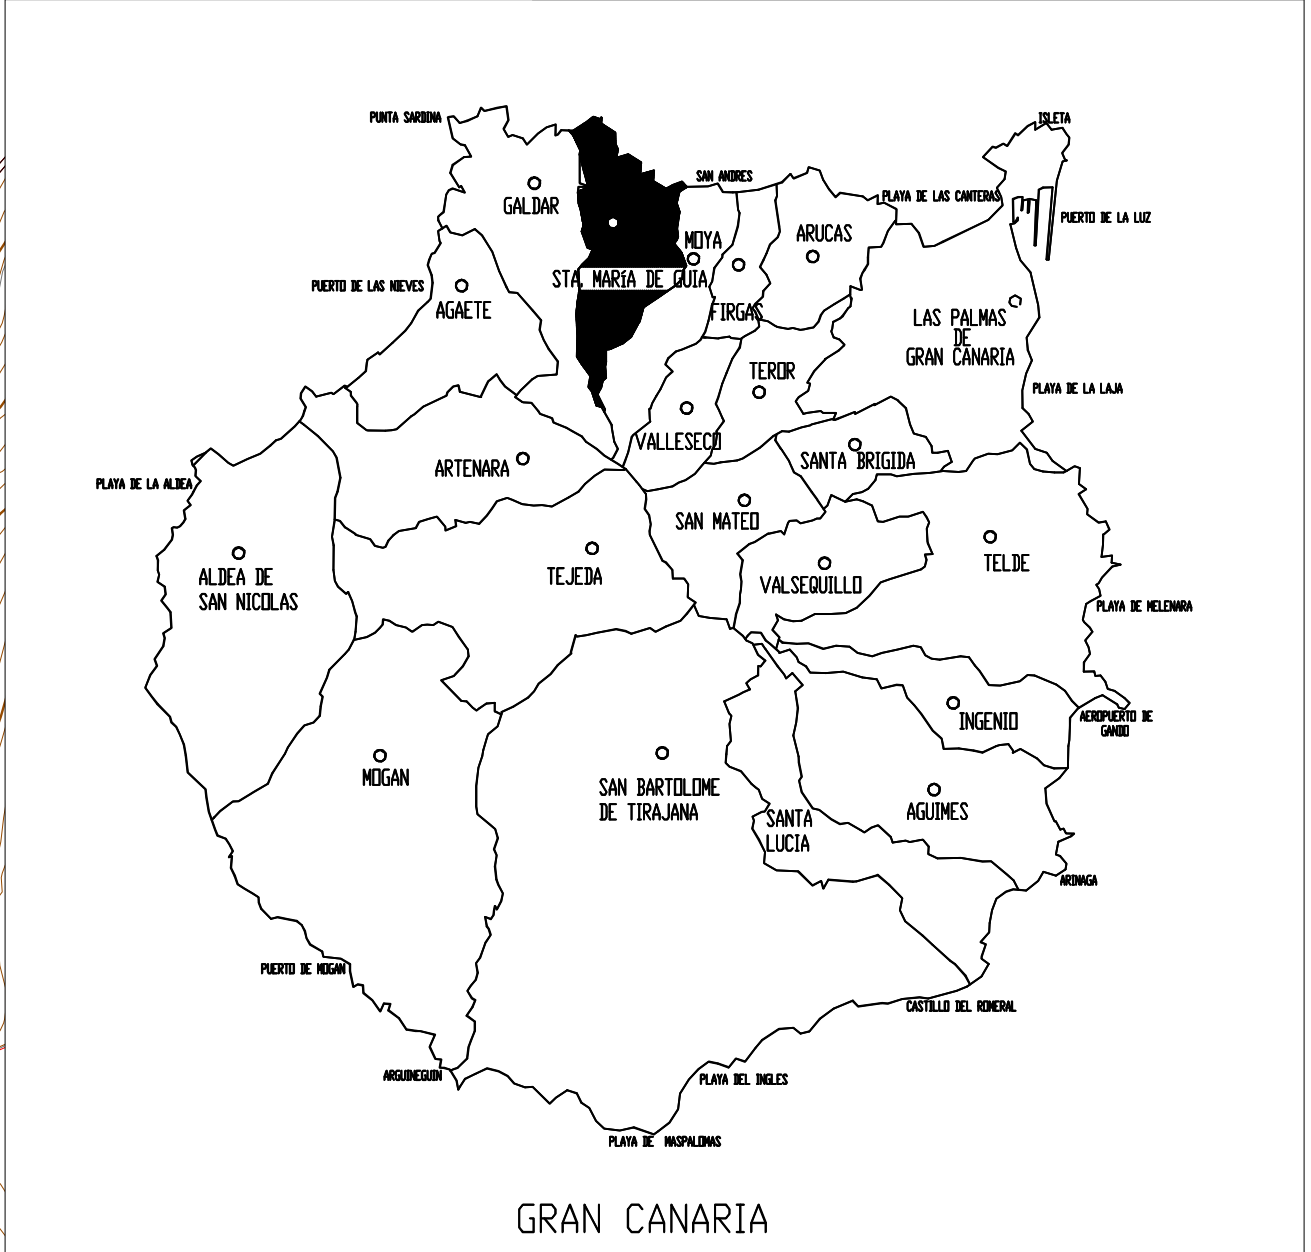 PUNTA SARDINA
ISLETA
SAN ANDRES
GALDAR
PLAYA DE LAS CANTERAS
PUERTO DE LA LUZ
MOYA
ARUCAS
STA. MARíA DE GUIA
PUERTO DE LAS NIEVES
AGAETE
FIRGAS
LAS PALMAS
DE
GRAN CANARIA
TEROR
PLAYA DE LA LAJA
VALLESECO
ARTENARA
SANTA BRIGIDA
PLAYA DE LA ALDEA
SAN MATEO
TELDE
ALDEA DE
SAN NICOLAS
TEJEDA
VALSEQUILLO
PLAYA DE MELENARA
INGENIO
AEROPUERTO DE
GANDO
MOGAN
SAN BARTOLOME
DE TIRAJANA
SANTA
LUCIA
AGUIMES
ARINAGA
PUERTO DE MOGAN
CASTILLO DEL ROMERAL
ARGUINEGUIN
PLAYA DEL INGLES
PLAYA DE MASPALOMAS
GRAN CANARIA